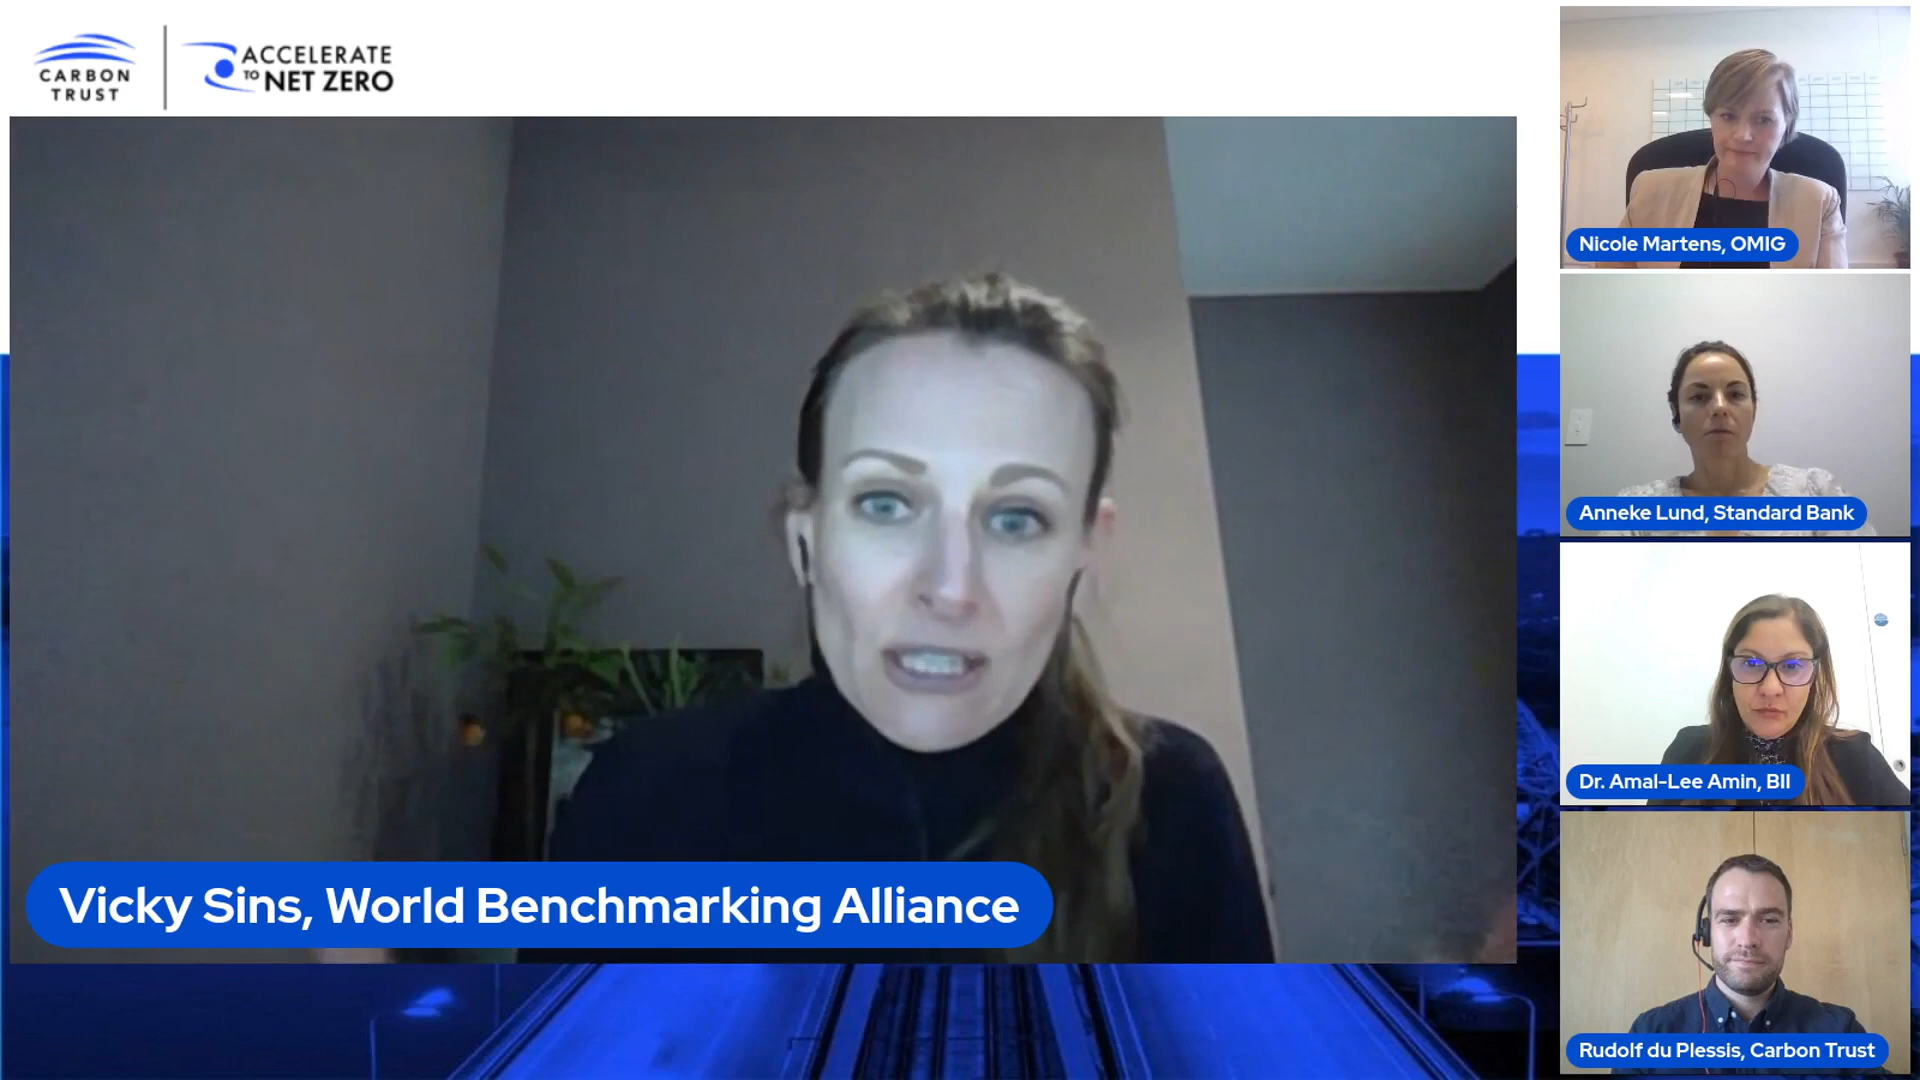 CARBON
TRUST
ACCELERATE
TO NET ZERO
Vicky Sins, World Benchmarking Alliance
Nicole Martens, OMIG
Anneke Lund, Standard Bank
Dr. Amal-Lee Amin, BII
Rudolf du Plessis, Carbon Trust